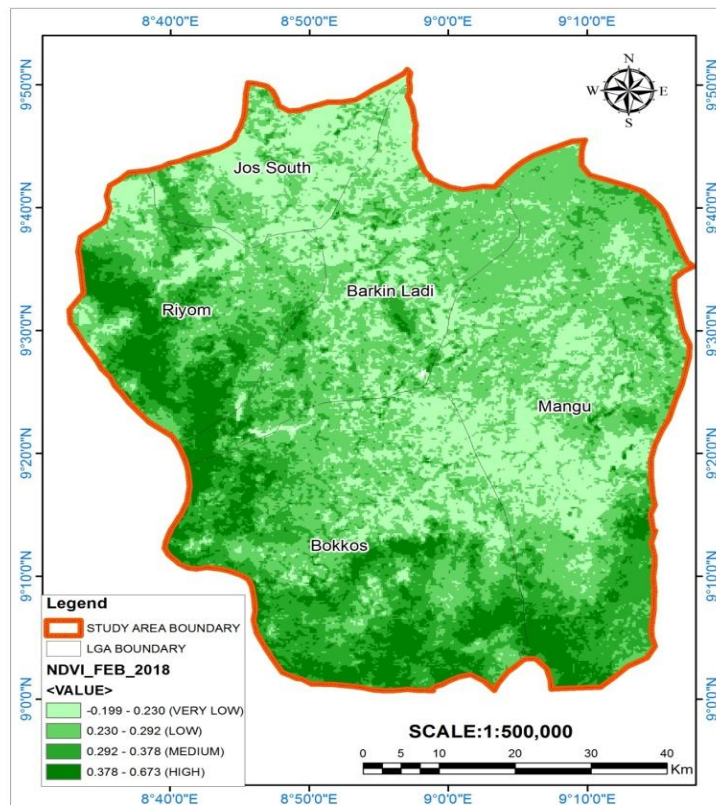 8°40'0"E 8°50'0"E 9°0'0"E 9°10'0"E
N
W E
S
9°50'0"N 9°50'0"N
Jos South
9°40'0"N 9°40'0"N
Barkin Ladi
Riyom
9°30'0"N 9°30'0"N
Mangu
9°20'0"N 9°20'0"N
Bokkos
9°10'0"N 9°10'0"N
9°0'0"N 9°0'0"N
Legend
STUDY AREA BOUNDARY
LGA BOUNDARY
NDVI_FEB_2018
<VALUE>
-0.199 - 0.230 (VERY LOW)
0.230 - 0.292 (LOW)
0.292 - 0.378 (MEDIUM)
0.378 - 0.673 (HIGH)
SCALE:1:500,000
0 5 10 20 30 40
Km
8°40'0"E 8°50'0"E 9°0'0"E 9°10'0"E